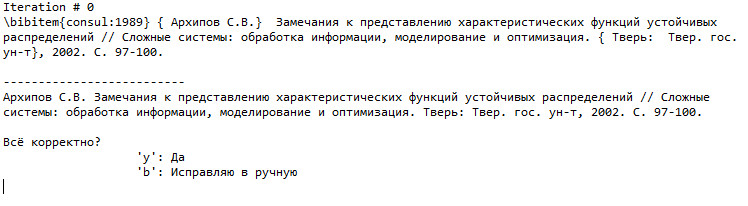 Iteration # 0
\bibitem{consul:1989} { Архипов С.В.}  Замечания к представлению характеристических функций устойчивых
распределений // Сложные системы: обработка информации, моделирование и оптимизация. { Тверь:  Твер. гос.
ун-т}, 2002. С. 97-100.
--------------------------
Архипов С.В. Замечания к представлению характеристических функций устойчивых распределений // Сложные
системы: обработка информации, моделирование и оптимизация. Тверь: Твер. гос. ун-т, 2002. С. 97-100.
Всё корректно?
'y': Да
'b': Исправляю в ручную